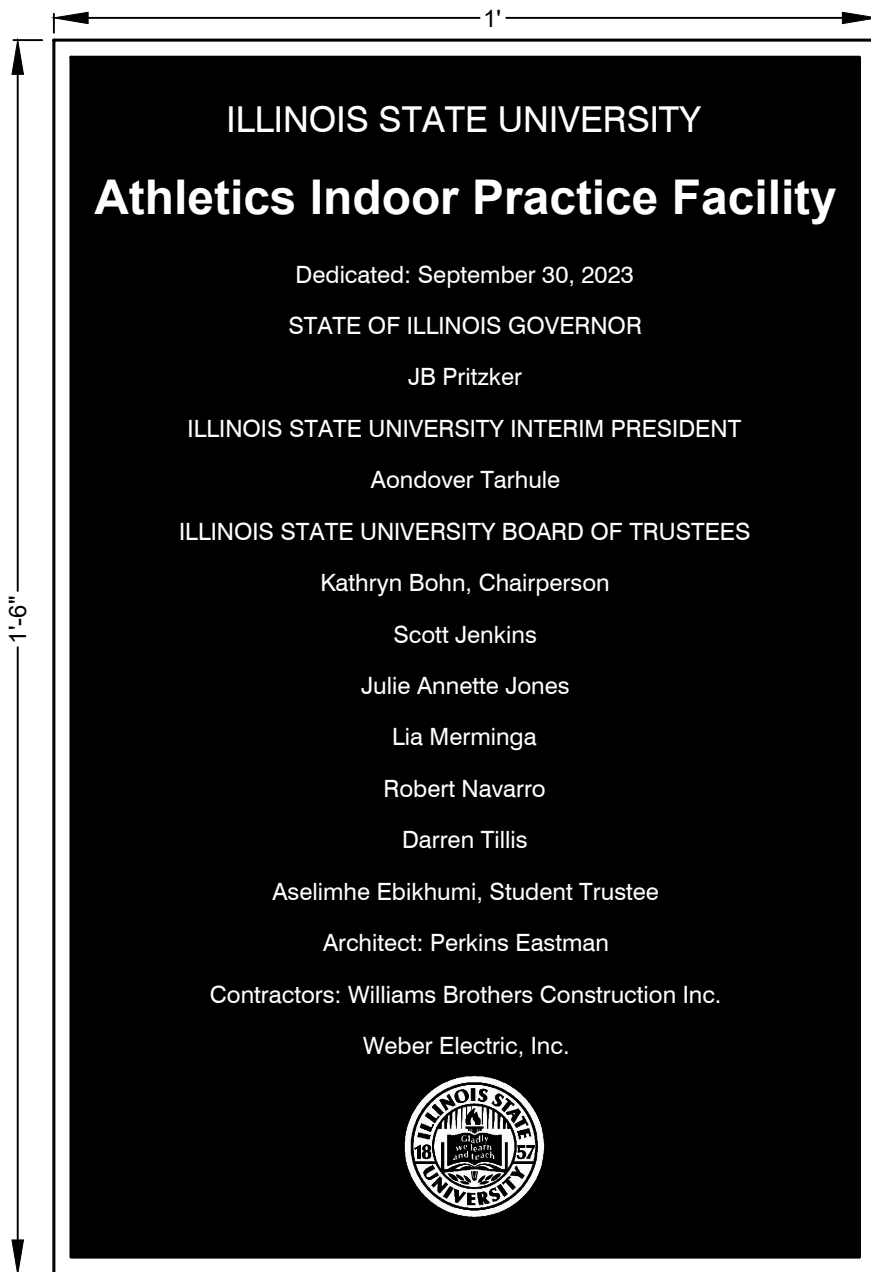 1'
1'-6"
ILLINOIS STATE UNIVERSITY
Athletics Indoor Practice Facility
Dedicated: September 30, 2023
STATE OF ILLINOIS GOVERNOR
JB Pritzker
ILLINOIS STATE UNIVERSITY INTERIM PRESIDENT
Aondover Tarhule
ILLINOIS STATE UNIVERSITY BOARD OF TRUSTEES
Kathryn Bohn, Chairperson
Scott Jenkins
Julie Annette Jones
Lia Merminga
Robert Navarro
Darren Tillis
Aselimhe Ebikhumi, Student Trustee
Architect: Perkins Eastman
Contractors: Williams Brothers Construction Inc.
Weber Electric, Inc.
ILLINOIS STATE
Gladly
we learn
and teach
18 57
UNIVERSITY